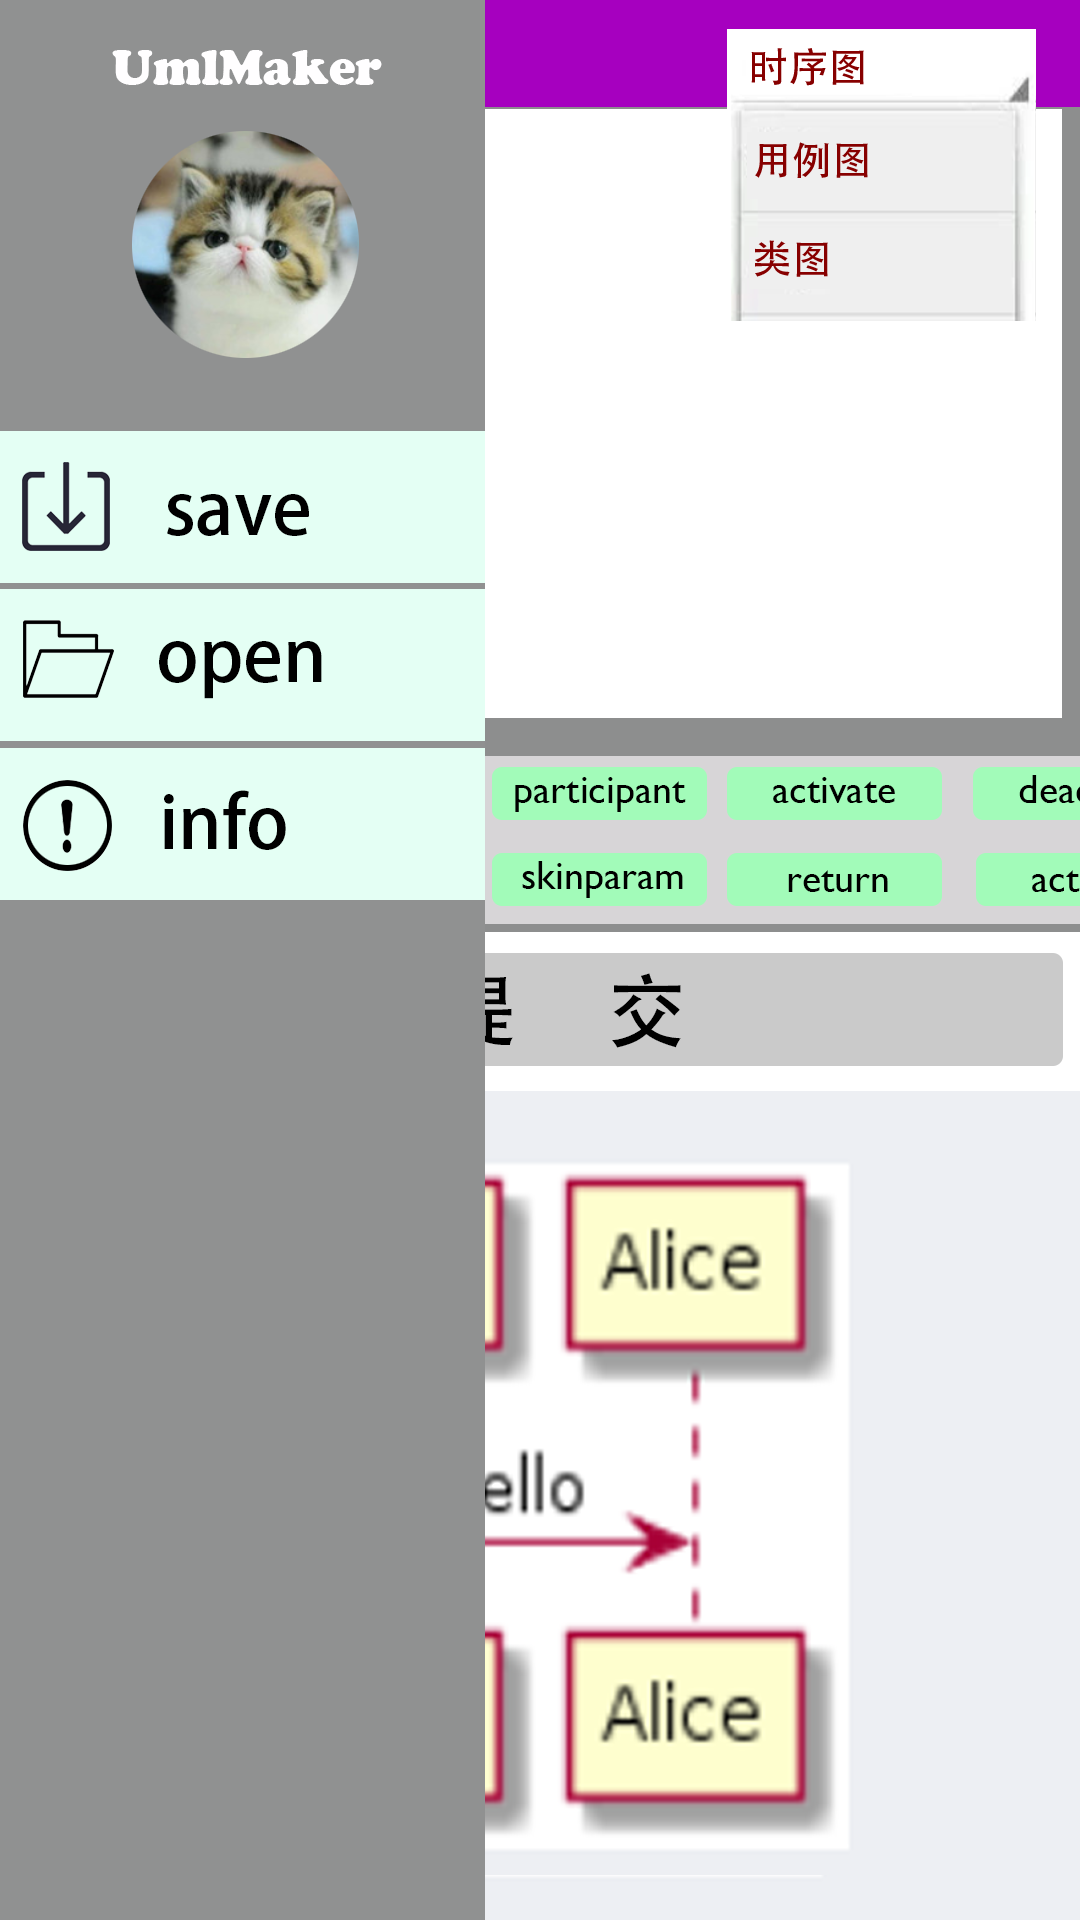 UmlMaker
时序图
用例图
类图
save
open
info
participant
activate
skinparam
return
交
Alice
ello
Alice